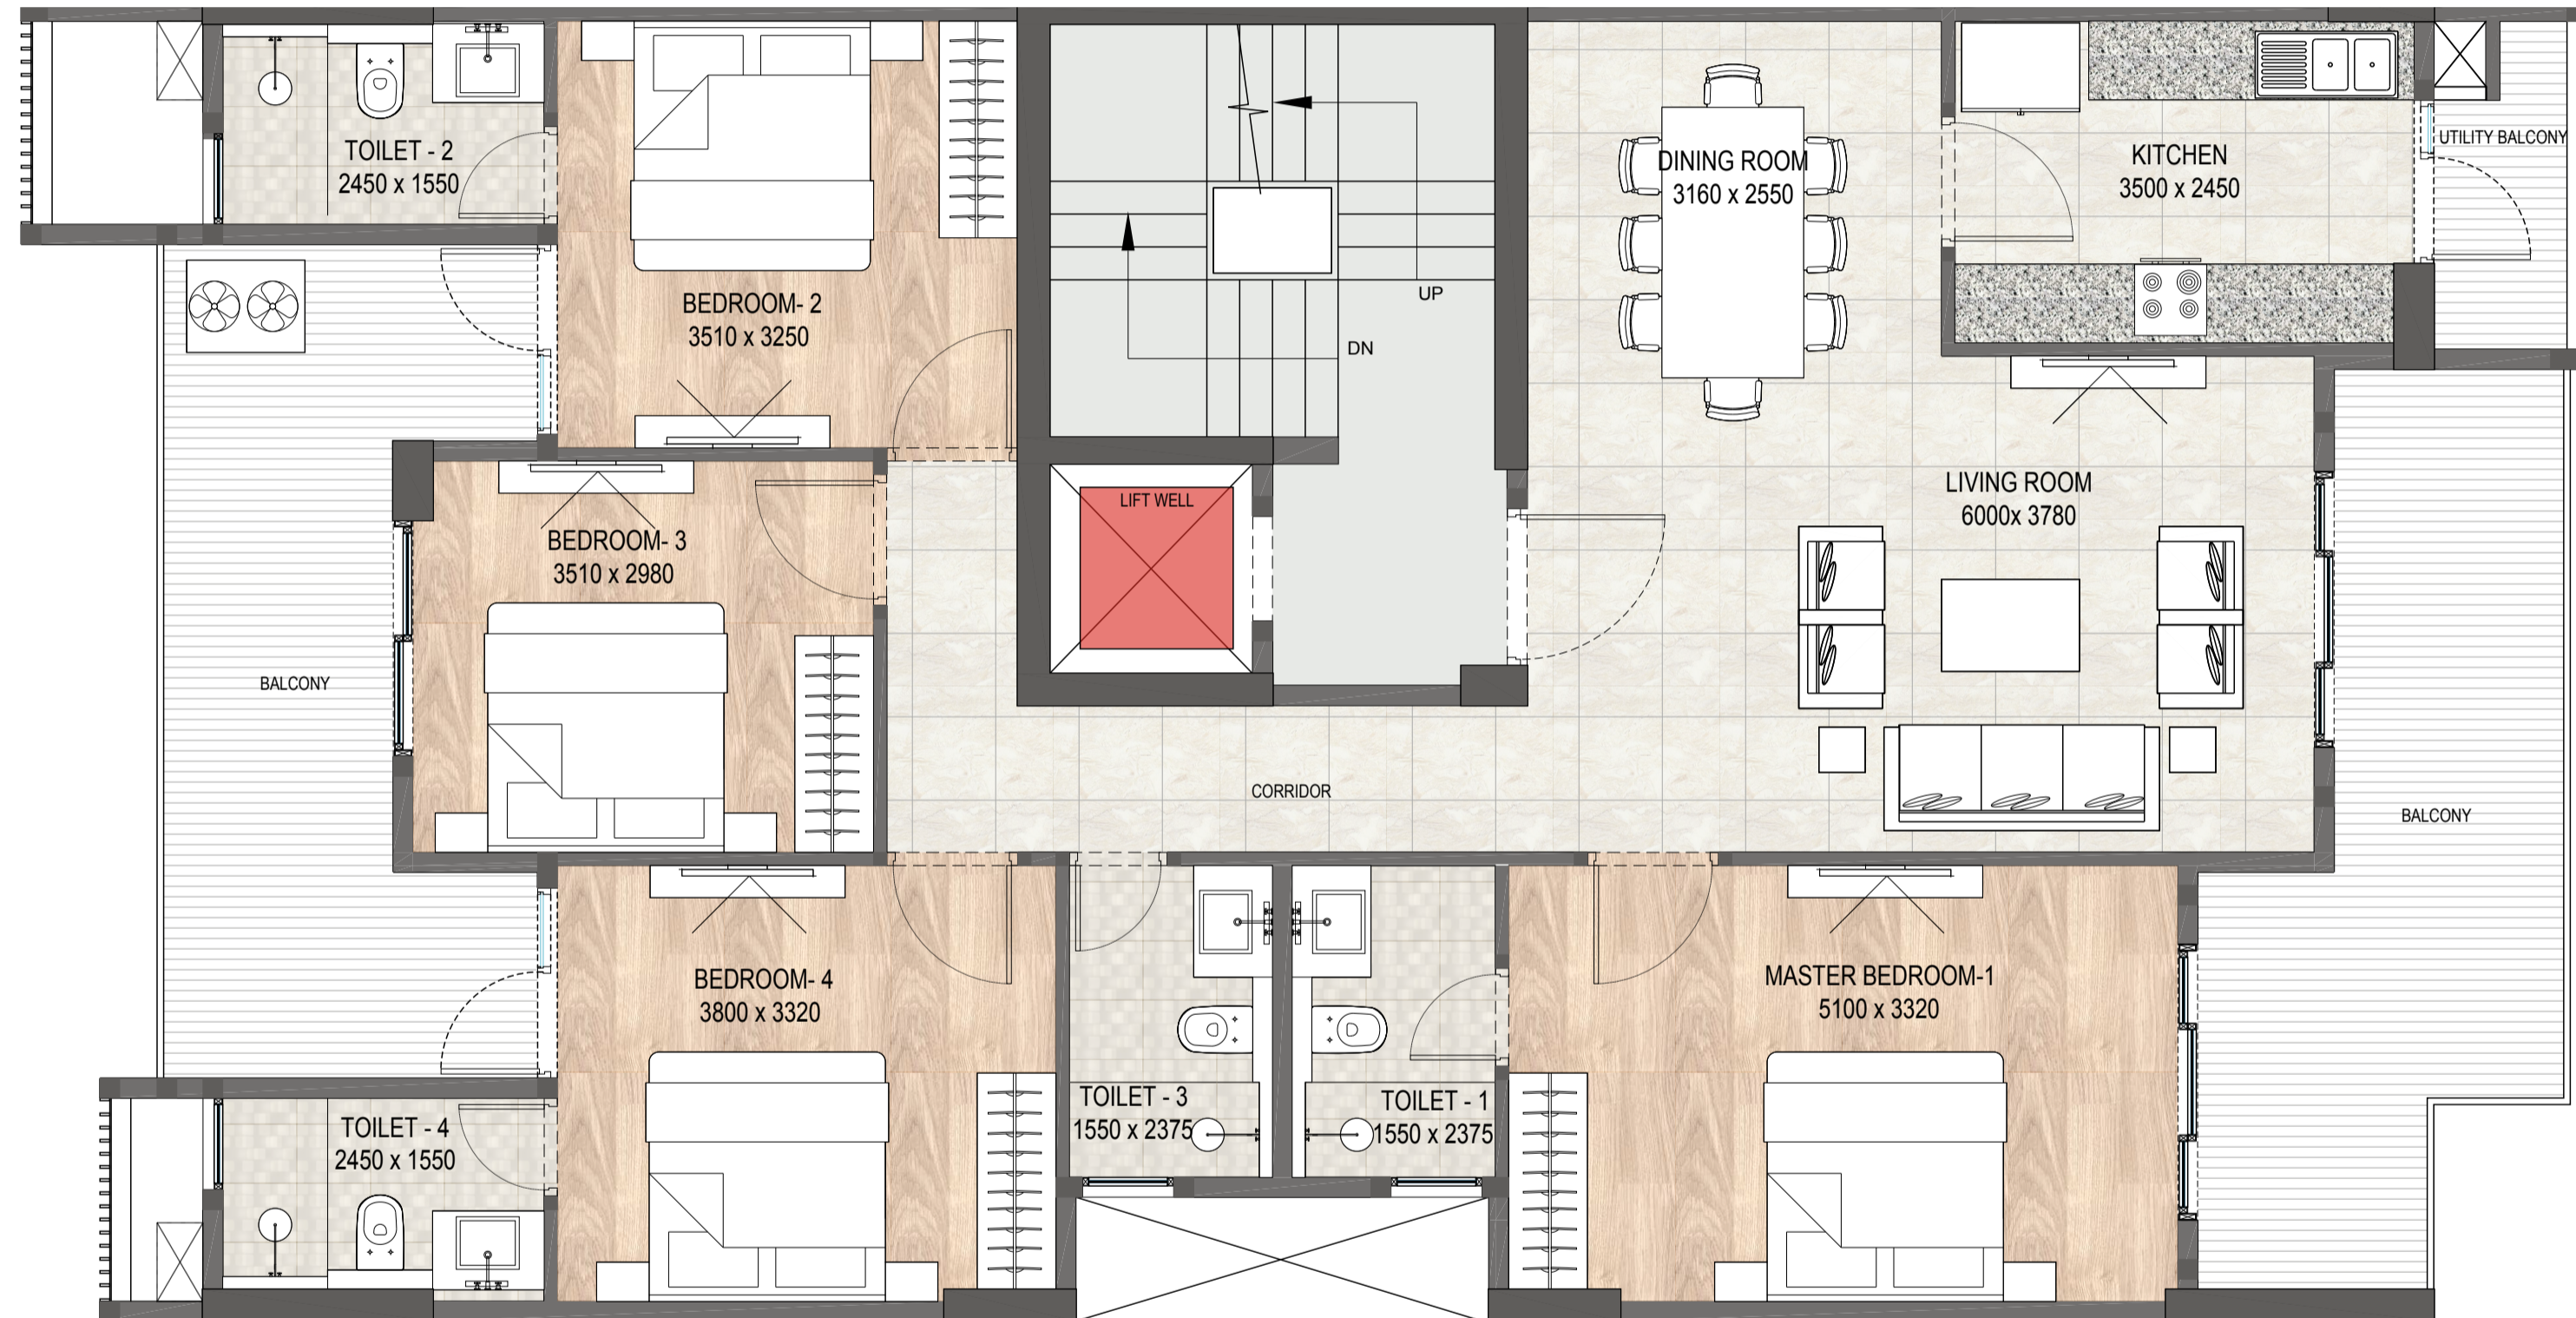 TOILET - 2
2450 x 1550
BEDROOM- 2
3510 x 3250
UP
DN
DINING ROOM
3160 x 2550
KITCHEN
3500 x 2450
UTILITY BALCONY
LIFT WELL
LIVING ROOM
6000x 3780
BEDROOM- 3
3510 x 2980
BALCONY
CORRIDOR
BALCONY
BEDROOM- 4
3800 x 3320
MASTER BEDROOM-1
5100 x 3320
TOILET - 3
1550 x 2375
TOILET - 1
1550 x 2375
TOILET - 4
2450 x 1550